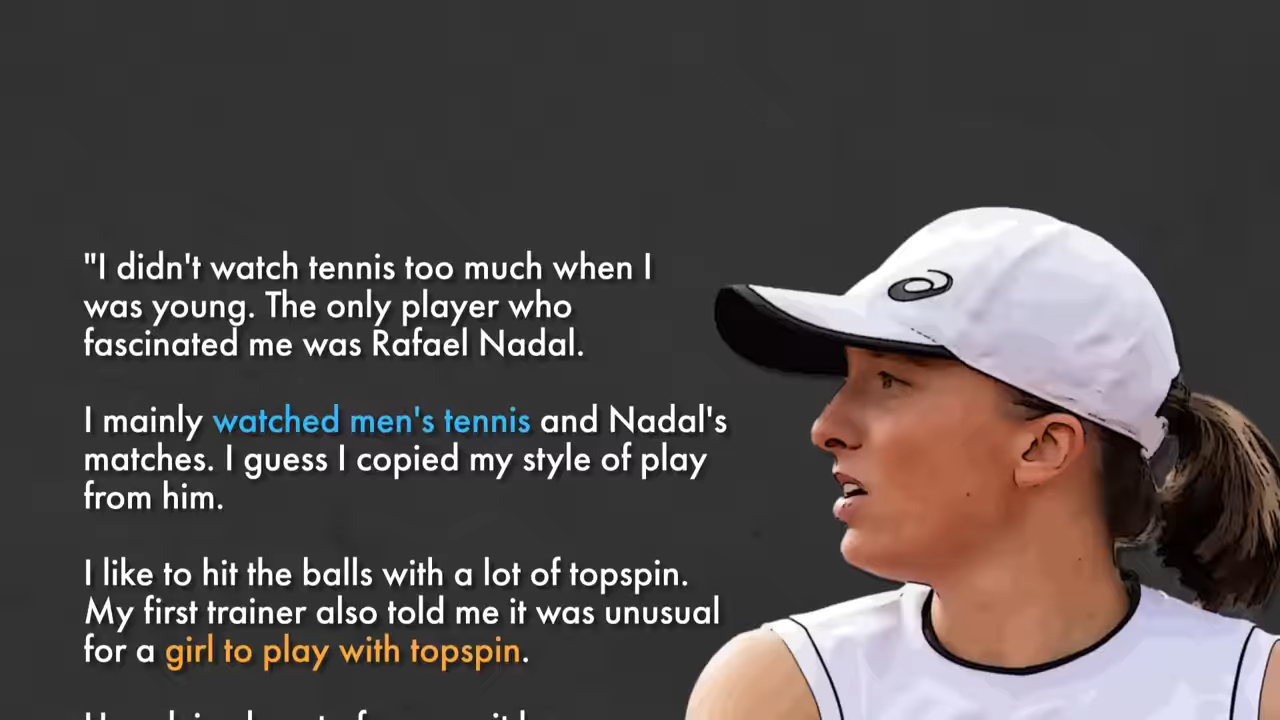 "I didn't watch tennis too much when I
was young. The only player who
fascinated me was Rafael Nadal.
I mainly watched men's tennis and Nadal's
matches. I guess I copied my style of play
from him.
I like to hit the balls with a lot of topspin.
My first trainer also told me it was unusual
for a girl to play with topspin.